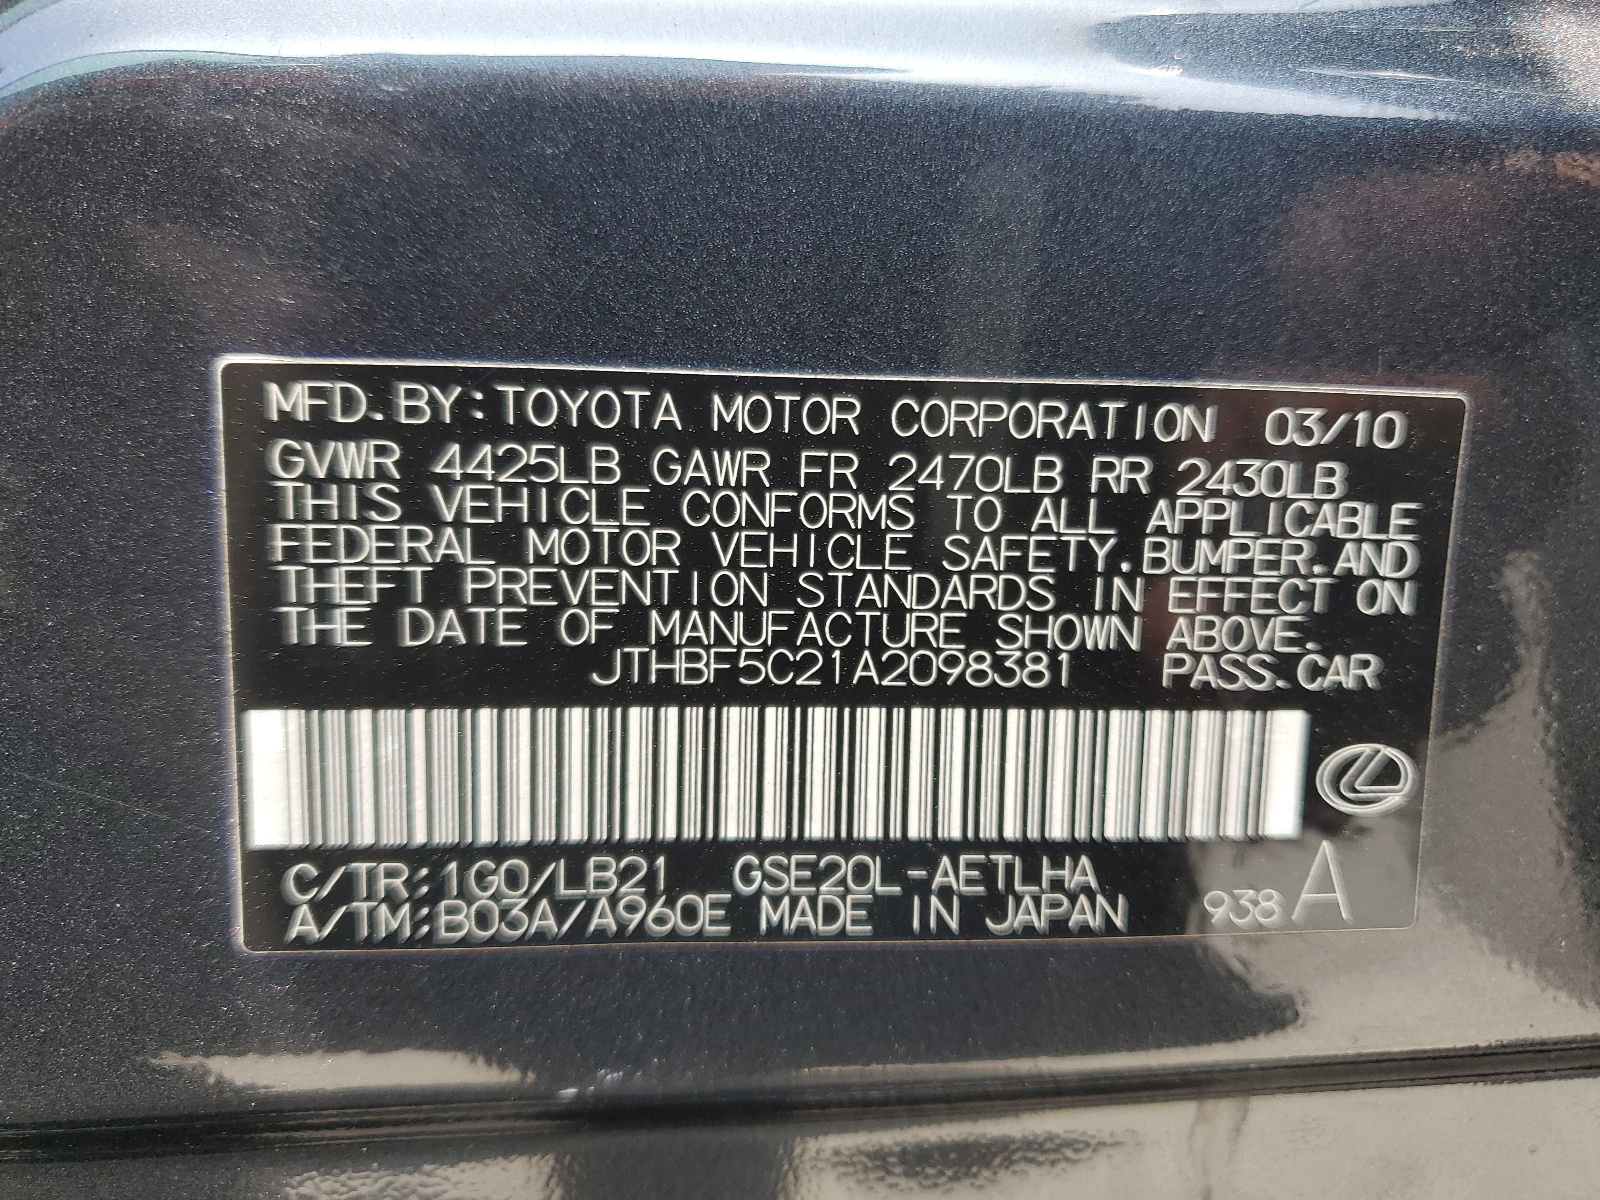 MFD. BY: TOYOTA MOTOR CORPORATION 03/10
GVWR 4425LB GAWR FR 2470LB RR 2430LB
THIS VEHICLE CONFORMS TO ALL APPLICABLE
FEDERAL MOTOR VEHICLE SAFETY, BUMPER, AND
THEFT PREVENTION STANDARDS IN EFFECT ON
THE DATE OF MANUFACTURE SHOWN ABOVE.
JTHBF5C21A2098381 PASS. CAR
C/TR: 1G0/LB21 GSE20L-AETLHA
A/TM: B03A/A960E MADE IN JAPAN 938 A